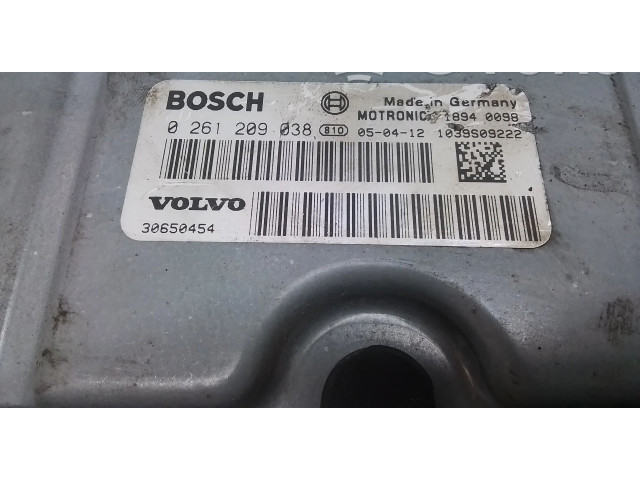 BOSCH Made in Germany
MOTRONIC 1894 0098
0 261 209 038 810 05-04-12 1039S09222
VOLVO
30650454